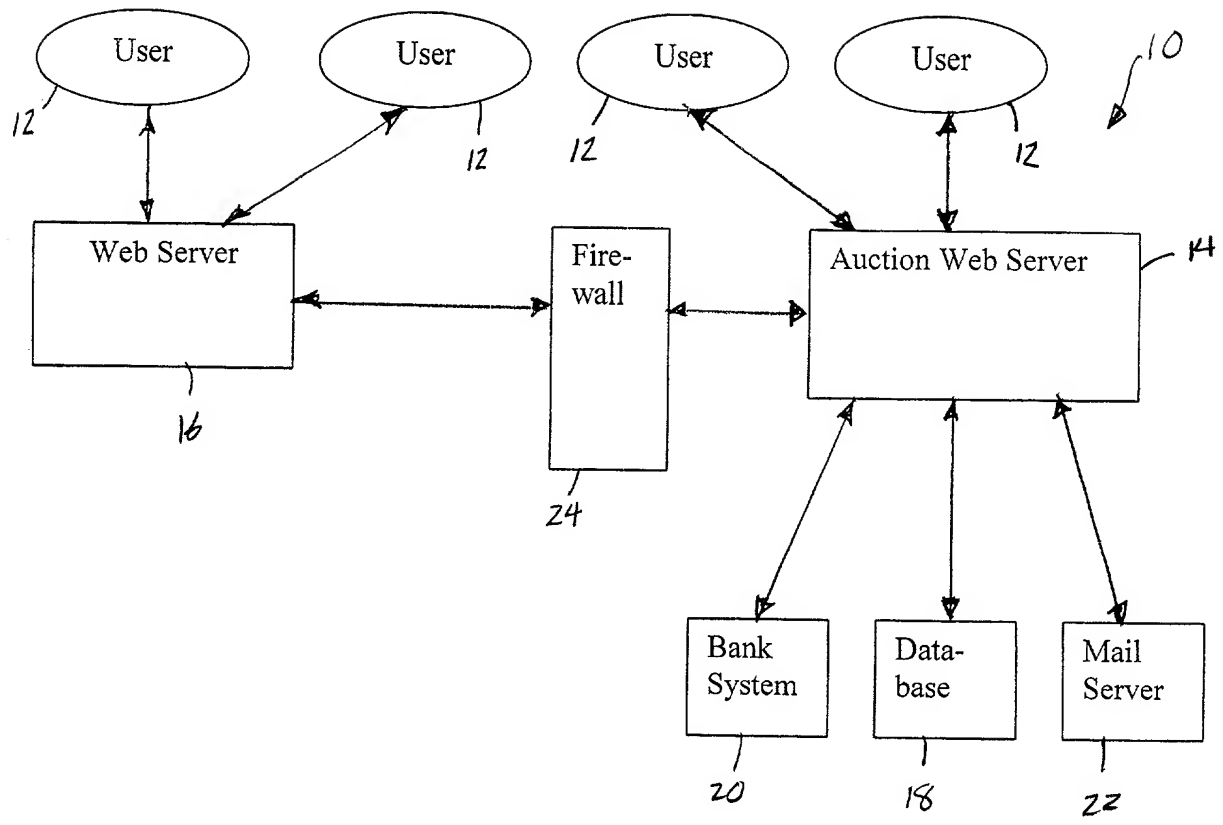 User
User
User
User
10
12
12
12
12
Web Server
Fire-
wall
Auction Web Server
14
16
24
Bank
System
Data-
base
Mail
Server
20
18
22